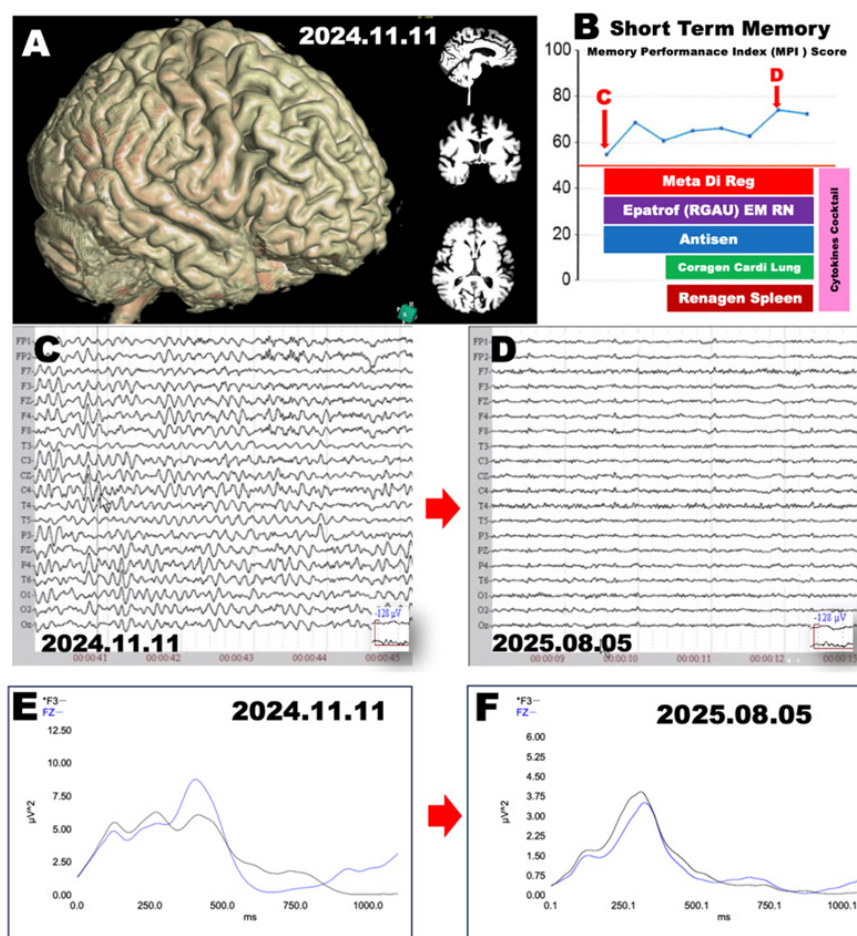 A
2024.11.11
B Short Term Memory
Memory Performanace Index (MPI ) Score
100
80
60
40
20
0
C
D
Meta Di Reg
Epatrof (RGAU) EM RN
Antisen
Coragen Cardi Lung
Renagen Spleen
Cytokines Cocktail
C
FP1
FP2
F7
F3
FZ
F4
F8
T3
C3
CZ
C4
T4
T5
P3
PZ
P4
T6
O1
O2
Oz
-128 µV
2024.11.11
00:00:41 00:00:42 00:00:43 00:00:44 00:00:45
D
FP1
FP2
F7
F3
FZ
F4
F8
T3
C3
CZ
C4
T4
T5
P3
PZ
P4
T6
O1
O2
Oz
-128 µV
2025.08.05
00:00:09 00:00:10 00:00:11 00:00:12
E
*F3—
FZ—
2024.11.11
12.50
10.00
7.50
5.00
2.50
0.00
µV^2
0.0 250.0 500.0 750.0 1000.0
ms
F
*F3—
FZ—
2025.08.05
6.00
5.25
4.50
3.75
3.00
2.25
1.50
0.75
0.00
µV^2
0.1 250.1 500.1 750.1 1000.1
ms